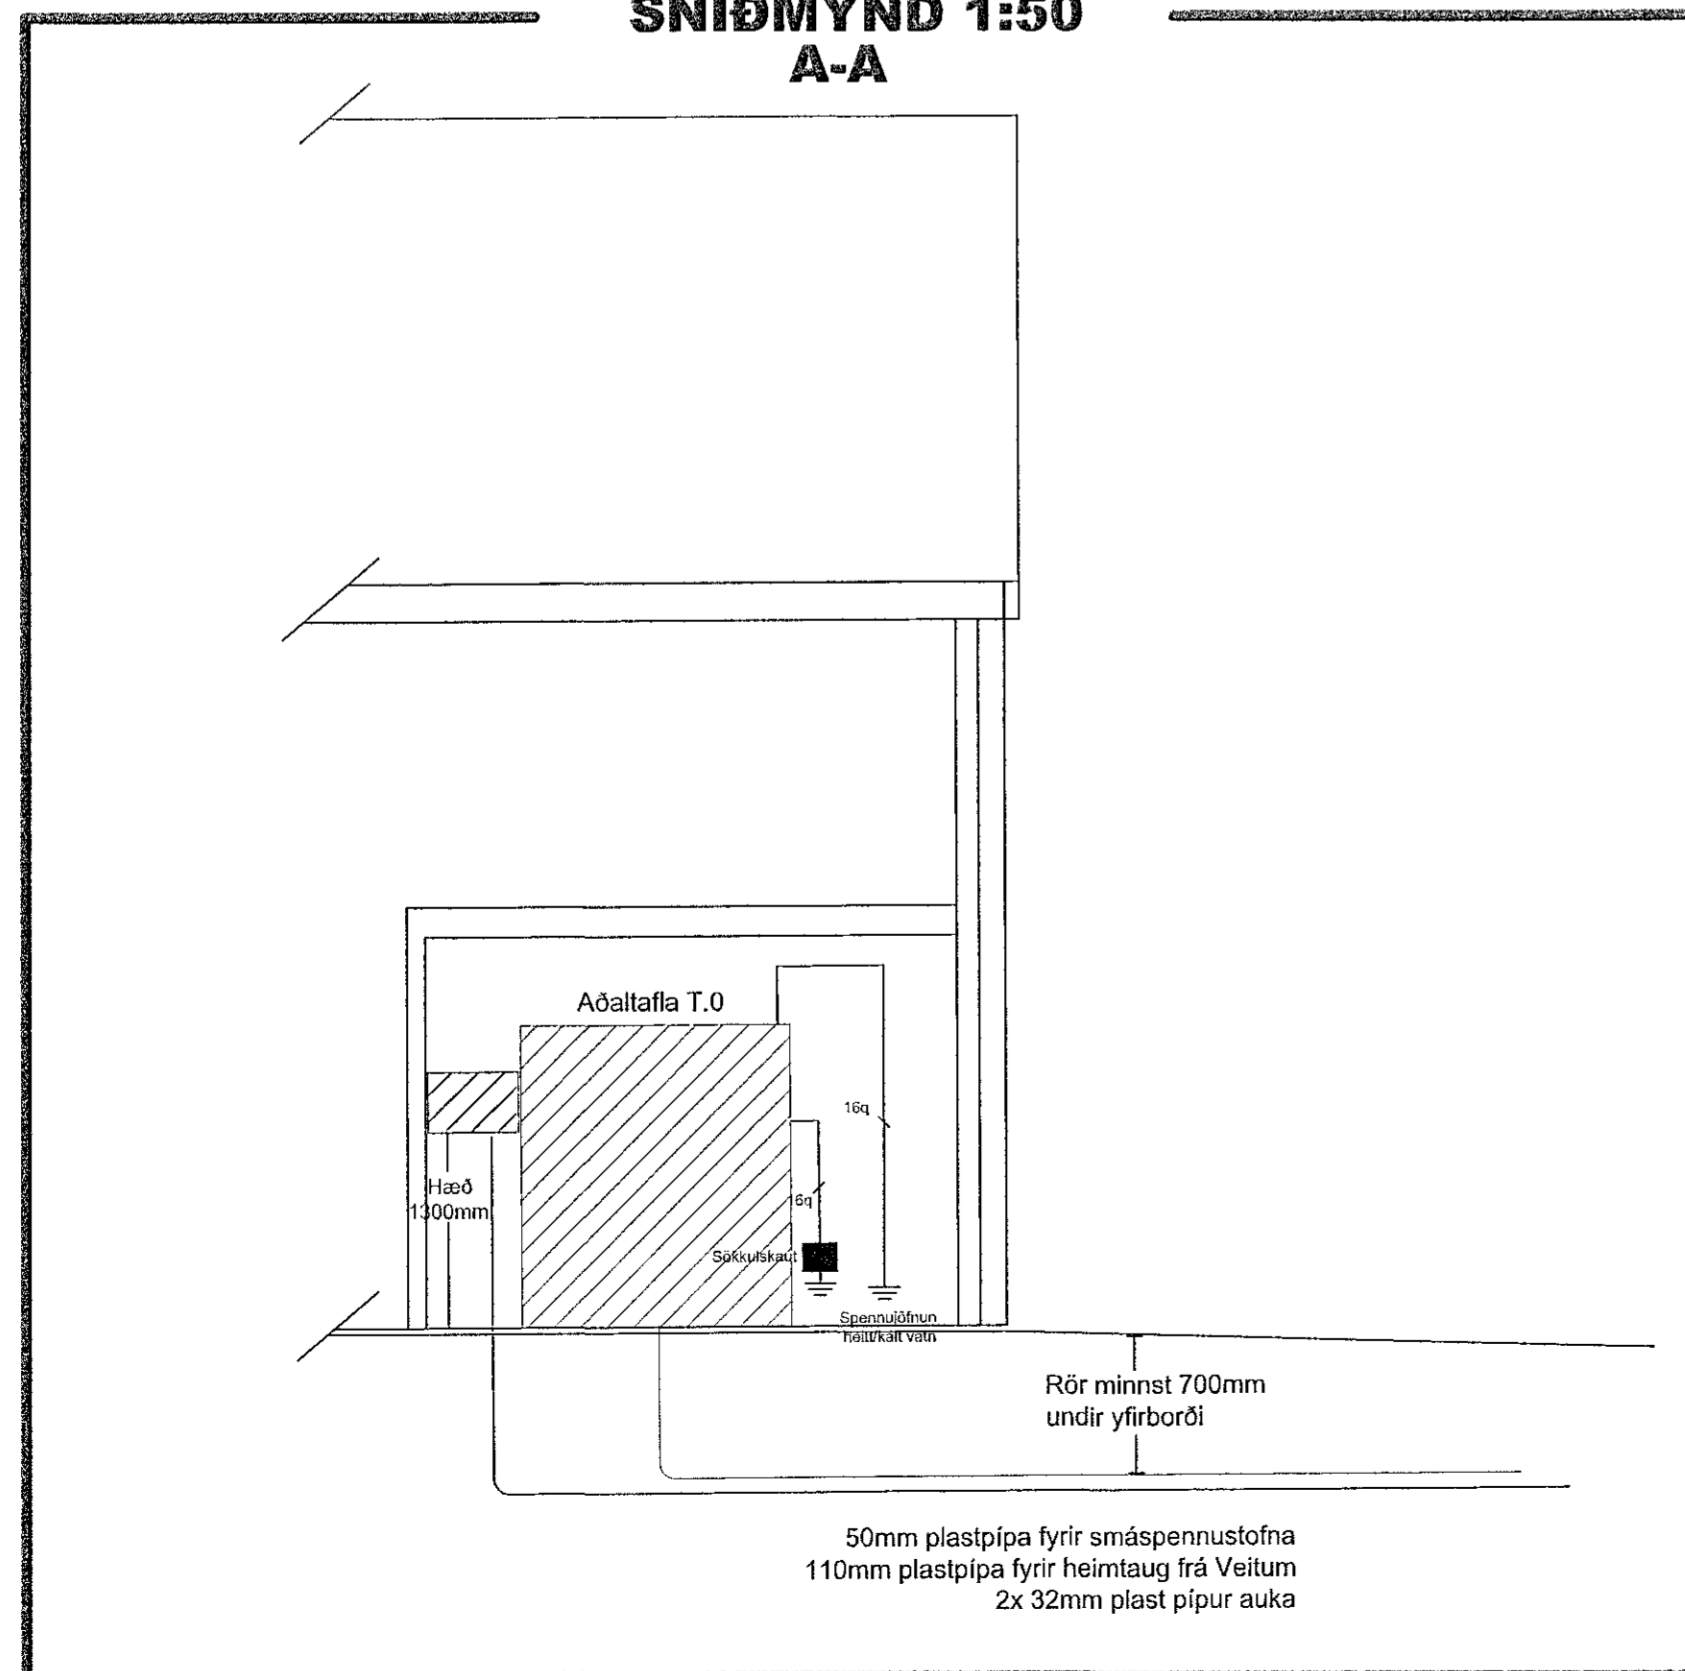 SNIÐMYND 1:50
A-A
Aðaltafla T.0
16q
Hæð
1300mm
16q
Sökkulskaut
Spennujöfnun
heitt/kalt vatn
Rör minnst 700mm
undir yfirborði
50mm plastpípa fyrir smáspennustofna
110mm plastpípa fyrir heimtaug frá Veitum
2x 32mm plast pípur auka